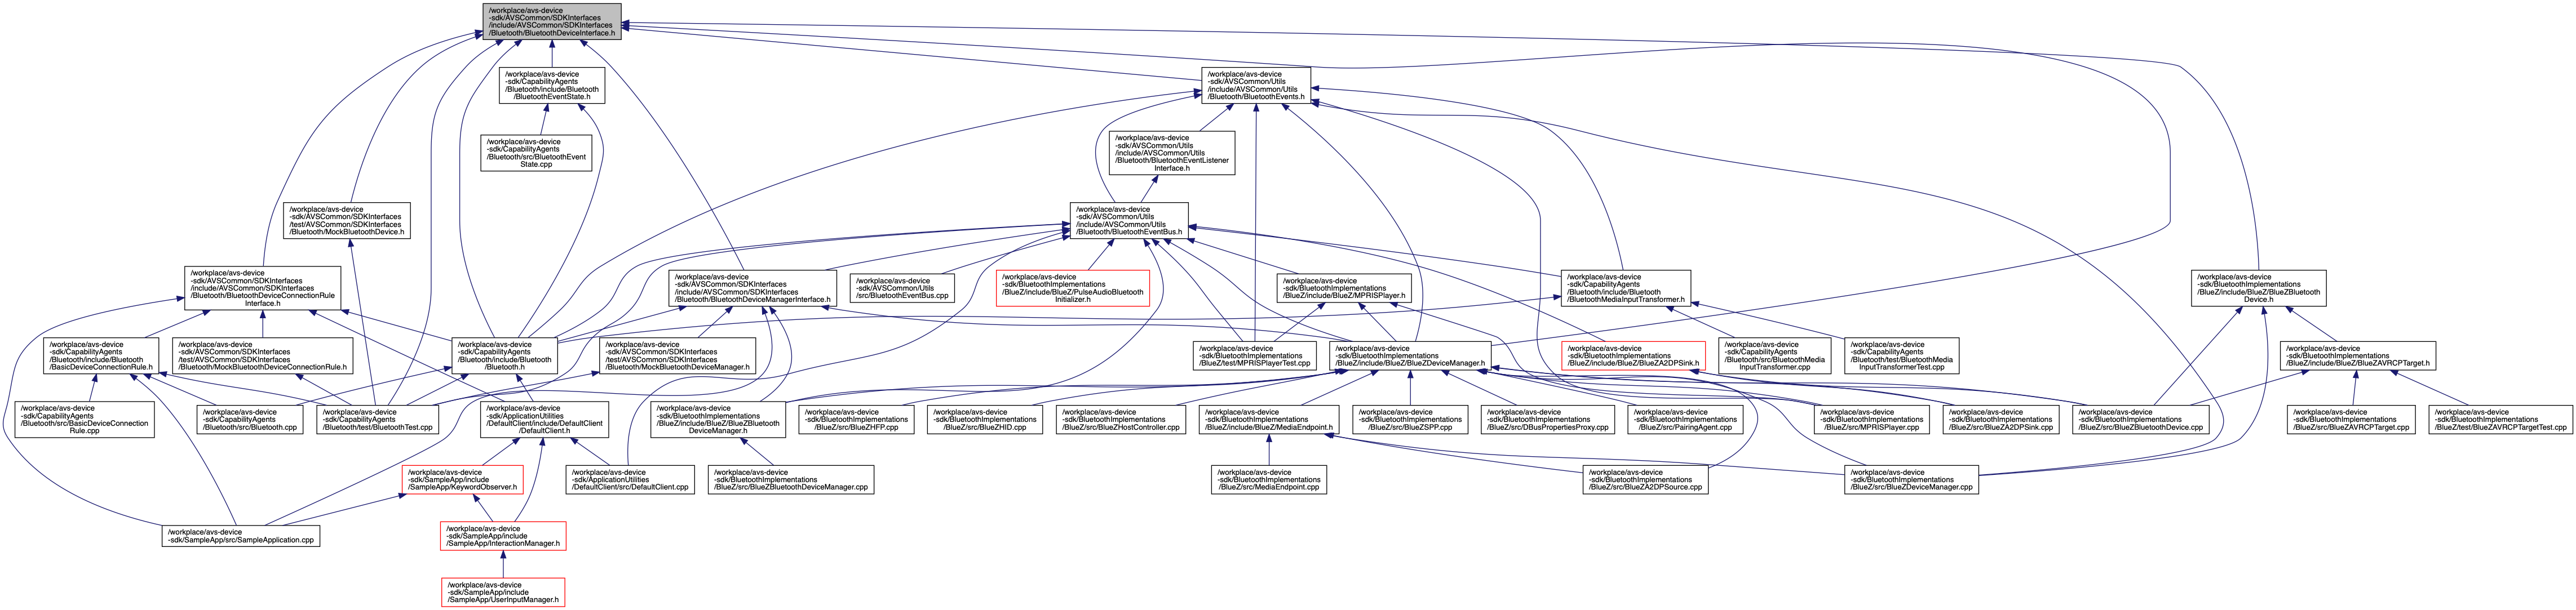 /workplace/avs-device
-sdk/AVSCommon/SDKInterfaces
/include/AVSCommon/SDKInterfaces
/Bluetooth/BluetoothDeviceInterface.h
/workplace/avs-device
-sdk/CapabilityAgents
/Bluetooth/include/Bluetooth
/BluetoothEventState.h
/workplace/avs-device
-sdk/AVSCommon/Utils
/include/AVSCommon/Utils
/Bluetooth/BluetoothEvents.h
/workplace/avs-device
-sdk/CapabilityAgents
/Bluetooth/src/BluetoothEvent
State.cpp
/workplace/avs-device
-sdk/AVSCommon/Utils
/include/AVSCommon/Utils
/Bluetooth/BluetoothEventListener
Interface.h
/workplace/avs-device
-sdk/AVSCommon/SDKInterfaces
/test/AVSCommon/SDKInterfaces
/Bluetooth/MockBluetoothDevice.h
/workplace/avs-device
-sdk/AVSCommon/Utils
/include/AVSCommon/Utils
/Bluetooth/BluetoothEventBus.h
/workplace/avs-device
-sdk/AVSCommon/SDKInterfaces
/include/AVSCommon/SDKInterfaces
/Bluetooth/BluetoothDeviceConnectionRule
Interface.h
/workplace/avs-device
-sdk/AVSCommon/SDKInterfaces
/include/AVSCommon/SDKInterfaces
/Bluetooth/BluetoothDeviceManagerInterface.h
/workplace/avs-device
-sdk/AVSCommon/Utils
/src/BluetoothEventBus.cpp
/workplace/avs-device
-sdk/BluetoothImplementations
/BlueZ/include/BlueZ/PulseAudioBluetooth
Initializer.h
/workplace/avs-device
-sdk/BluetoothImplementations
/BlueZ/include/BlueZ/MPRISPlayer.h
/workplace/avs-device
-sdk/CapabilityAgents
/Bluetooth/include/Bluetooth
/BluetoothMediaInputTransformer.h
/workplace/avs-device
-sdk/BluetoothImplementations
/BlueZ/include/BlueZ/BlueZBluetooth
Device.h
/workplace/avs-device
-sdk/CapabilityAgents
/Bluetooth/include/Bluetooth
/BasicDeviceConnectionRule.h
/workplace/avs-device
-sdk/AVSCommon/SDKInterfaces
/test/AVSCommon/SDKInterfaces
/Bluetooth/MockBluetoothDeviceConnectionRule.h
/workplace/avs-device
-sdk/CapabilityAgents
/Bluetooth/include/Bluetooth
/Bluetooth.h
/workplace/avs-device
-sdk/AVSCommon/SDKInterfaces
/test/AVSCommon/SDKInterfaces
/Bluetooth/MockBluetoothDeviceManager.h
/workplace/avs-device
-sdk/BluetoothImplementations
/BlueZ/test/MPRISPlayerTest.cpp
/workplace/avs-device
-sdk/BluetoothImplementations
/BlueZ/include/BlueZ/BlueZDeviceManager.h
/workplace/avs-device
-sdk/BluetoothImplementations
/BlueZ/include/BlueZ/BlueZA2DPSink.h
/workplace/avs-device
-sdk/CapabilityAgents
/Bluetooth/src/BluetoothMedia
InputTransformer.cpp
/workplace/avs-device
-sdk/CapabilityAgents
/Bluetooth/test/BluetoothMedia
InputTransformerTest.cpp
/workplace/avs-device
-sdk/BluetoothImplementations
/BlueZ/include/BlueZ/BlueZAVRCPTarget.h
/workplace/avs-device
-sdk/CapabilityAgents
/Bluetooth/src/BasicDeviceConnection
Rule.cpp
/workplace/avs-device
-sdk/CapabilityAgents
/Bluetooth/src/Bluetooth.cpp
/workplace/avs-device
-sdk/CapabilityAgents
/Bluetooth/test/BluetoothTest.cpp
/workplace/avs-device
-sdk/ApplicationUtilities
/DefaultClient/include/DefaultClient
/DefaultClient.h
/workplace/avs-device
-sdk/BluetoothImplementations
/BlueZ/include/BlueZ/BlueZBluetooth
DeviceManager.h
/workplace/avs-device
-sdk/BluetoothImplementations
/BlueZ/src/BlueZHFP.cpp
/workplace/avs-device
-sdk/BluetoothImplementations
/BlueZ/src/BlueZHID.cpp
/workplace/avs-device
-sdk/BluetoothImplementations
/BlueZ/src/BlueZHostController.cpp
/workplace/avs-device
-sdk/BluetoothImplementations
/BlueZ/include/BlueZ/MediaEndpoint.h
/workplace/avs-device
-sdk/BluetoothImplementations
/BlueZ/src/BlueZSPP.cpp
/workplace/avs-device
-sdk/BluetoothImplementations
/BlueZ/src/DBusPropertiesProxy.cpp
/workplace/avs-device
-sdk/BluetoothImplementations
/BlueZ/src/PairingAgent.cpp
/workplace/avs-device
-sdk/BluetoothImplementations
/BlueZ/src/MPRISPlayer.cpp
/workplace/avs-device
-sdk/BluetoothImplementations
/BlueZ/src/BlueZA2DPSink.cpp
/workplace/avs-device
-sdk/BluetoothImplementations
/BlueZ/src/BlueZBluetoothDevice.cpp
/workplace/avs-device
-sdk/BluetoothImplementations
/BlueZ/src/BlueZAVRCPTarget.cpp
/workplace/avs-device
-sdk/BluetoothImplementations
/BlueZ/test/BlueZAVRCPTargetTest.cpp
/workplace/avs-device
-sdk/SampleApp/include
/SampleApp/KeywordObserver.h
/workplace/avs-device
-sdk/ApplicationUtilities
/DefaultClient/src/DefaultClient.cpp
/workplace/avs-device
-sdk/BluetoothImplementations
/BlueZ/src/BlueZBluetoothDeviceManager.cpp
/workplace/avs-device
-sdk/BluetoothImplementations
/BlueZ/src/MediaEndpoint.cpp
/workplace/avs-device
-sdk/BluetoothImplementations
/BlueZ/src/BlueZA2DPSource.cpp
/workplace/avs-device
-sdk/BluetoothImplementations
/BlueZ/src/BlueZDeviceManager.cpp
/workplace/avs-device
-sdk/SampleApp/src/SampleApplication.cpp
/workplace/avs-device
-sdk/SampleApp/include
/SampleApp/InteractionManager.h
/workplace/avs-device
-sdk/SampleApp/include
/SampleApp/UserInputManager.h